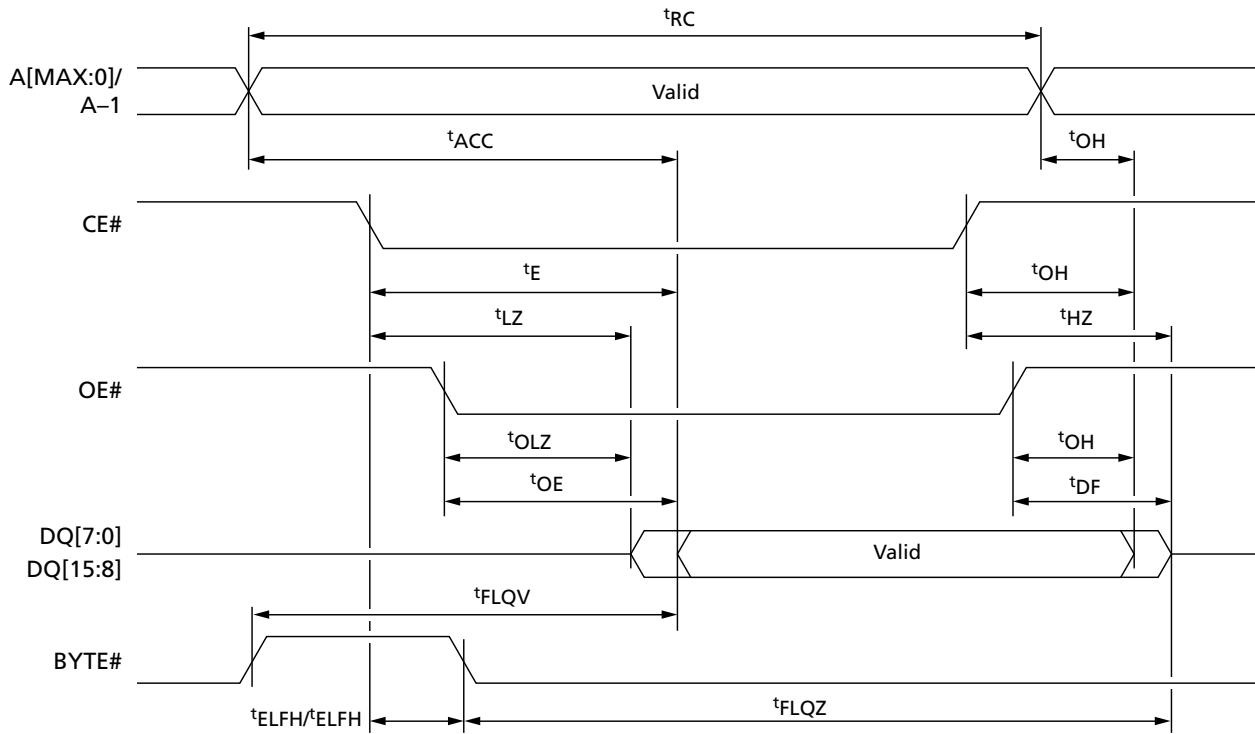 tRC
A[MAX:0]/
A–1
Valid
tACC
tOH
CE#
tE
tOH
tLZ
tHZ
OE#
tOLZ
tOH
tOE
tDF
DQ[7:0]
DQ[15:8]
Valid
tFLQV
BYTE#
tELFH/tELFH
tFLQZ